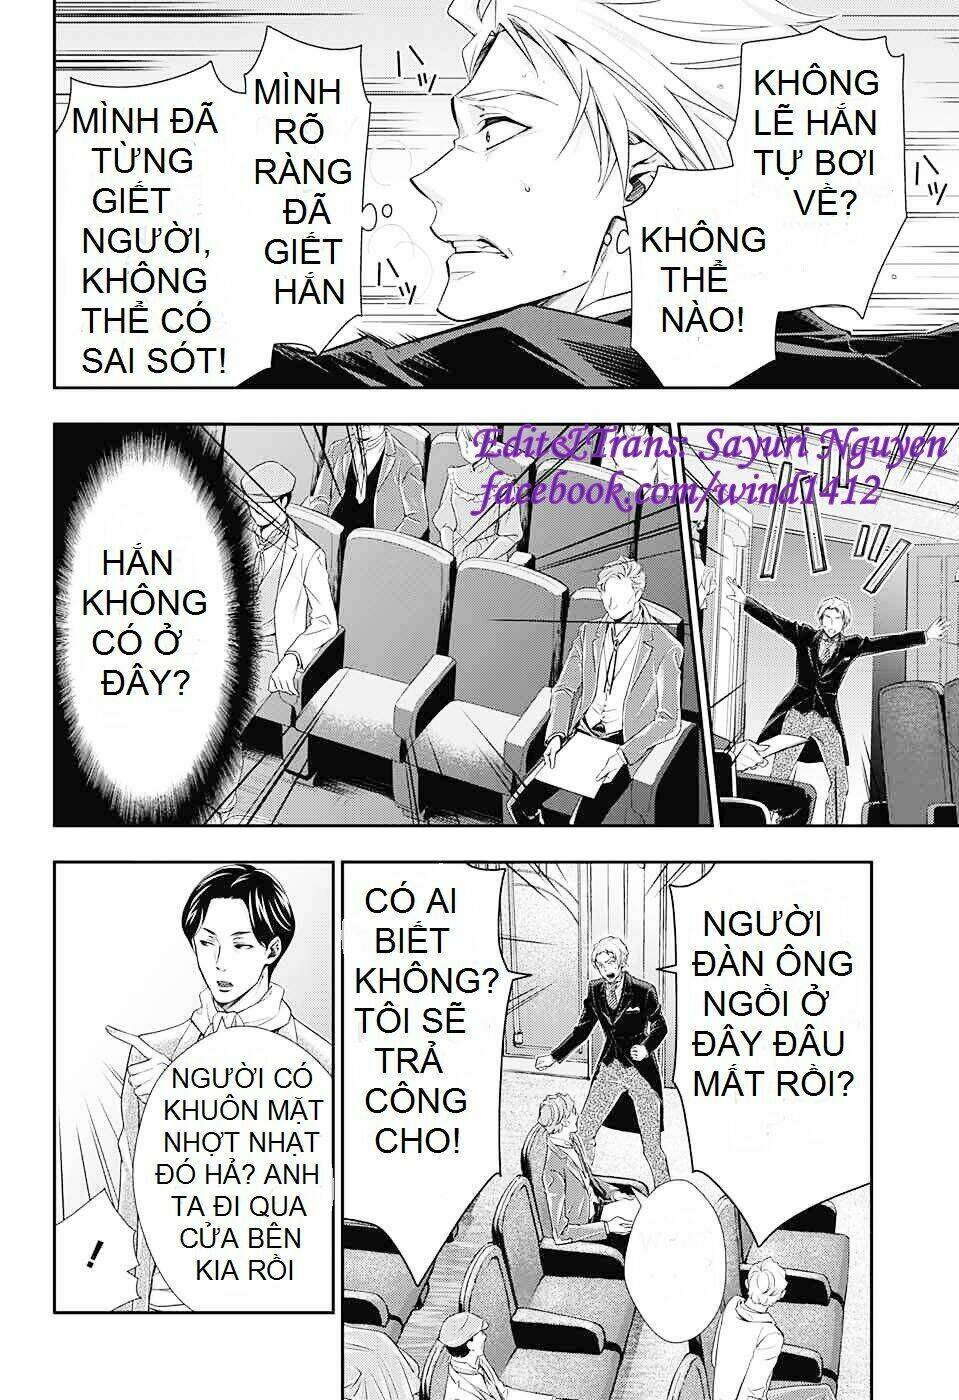 KHÔNG
LẼ HẮN
TỰ BƠI
VỀ?
KHÔNG
THỂ
NÀO!
MÌNH
RÕ
RÀNG
ĐÃ
GIẾT
HẮN
MÌNH ĐÃ
TỪNG
GIẾT
NGƯỜI,
KHÔNG
THỂ CÓ
SAI SÓT!
Edit&Trans: Sayuri Nguyen
facebook.com/wind1412
HẮN
KHÔNG
CÓ Ở
ĐÂY?
NGƯỜI
ĐÀN ÔNG
NGỒI Ở
ĐÂY ĐÂU
MẤT RỒI?
CÓ AI
BIẾT
KHÔNG?
TÔI SẼ
TRẢ
CÔNG
CHO!
NGƯỜI CÓ
KHUÔN MẶT
NHỢT NHẠT
ĐÓ HẢ? ANH
TA ĐI QUA
CỬA BÊN
KIA RỒI
!